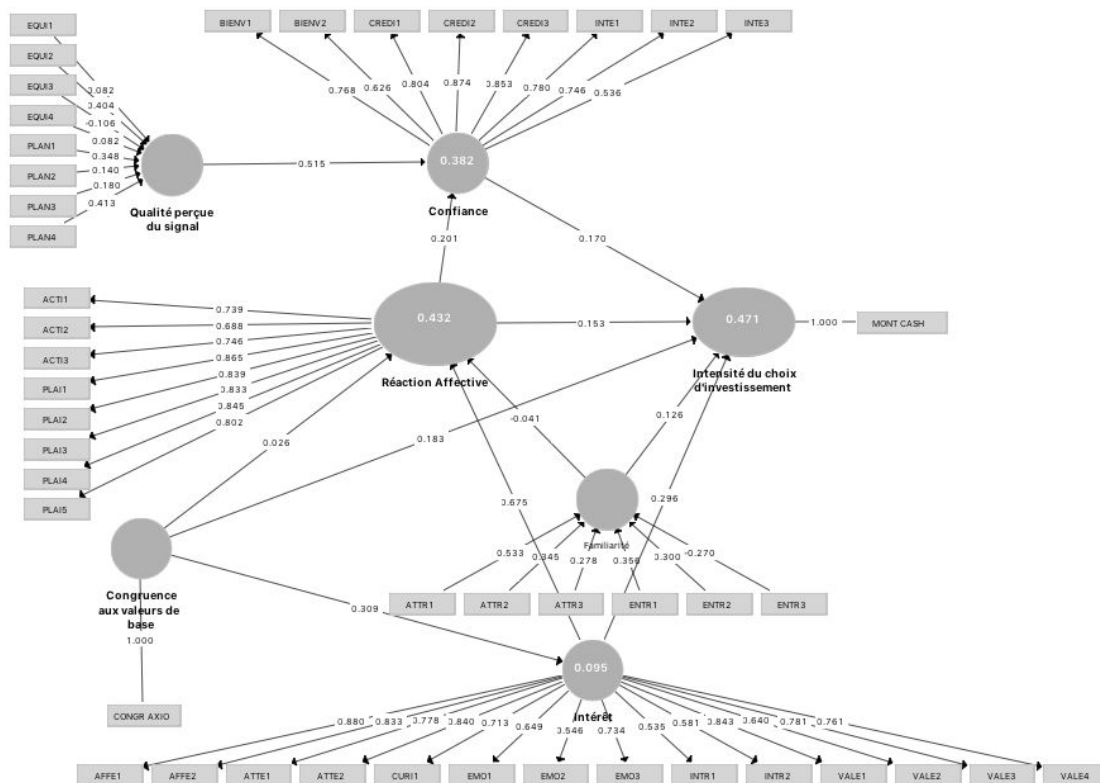 EQUI1
EQUI2
EQUI3
EQUI4
PLAN1
PLAN2
PLAN3
PLAN4
0.082
0.404
-0.106
0.082
0.348
0.140
0.180
0.413
Qualité perçue
du signal
0.515
BIENV1
BIENV2
CREDI1
CREDI2
CREDI3
INTE1
INTE2
INTE3
0.768
0.626
0.804
0.874
0.853
0.780
0.746
0.536
0.382
Confiance
0.201
0.170
ACTI1
ACTI2
ACTI3
PLAI1
PLAI2
PLAI3
PLAI4
PLAI5
0.739
0.688
0.746
0.865
0.839
0.833
0.845
0.802
0.432
Réaction Affective
0.153
0.471
Intensité du choix
d'investissement
1.000
MONT CASH
0.026
0.183
-0.041
0.126
0.675
0.296
Familiarité
0.533
0.345
0.278
0.356
0.300
-0.270
ATTR1
ATTR2
ATTR3
ENTR1
ENTR2
ENTR3
Congruence
aux valeurs de
base
1.000
CONGR AXIO
0.309
0.095
Intérêt
0.880
0.833
0.778
0.840
0.713
0.649
0.546
0.734
0.535
0.581
0.843
0.640
0.781
0.761
AFFE1
AFFE2
ATTE1
ATTE2
CURI1
EMO1
EMO2
EMO3
INTR1
INTR2
VALE1
VALE2
VALE3
VALE4